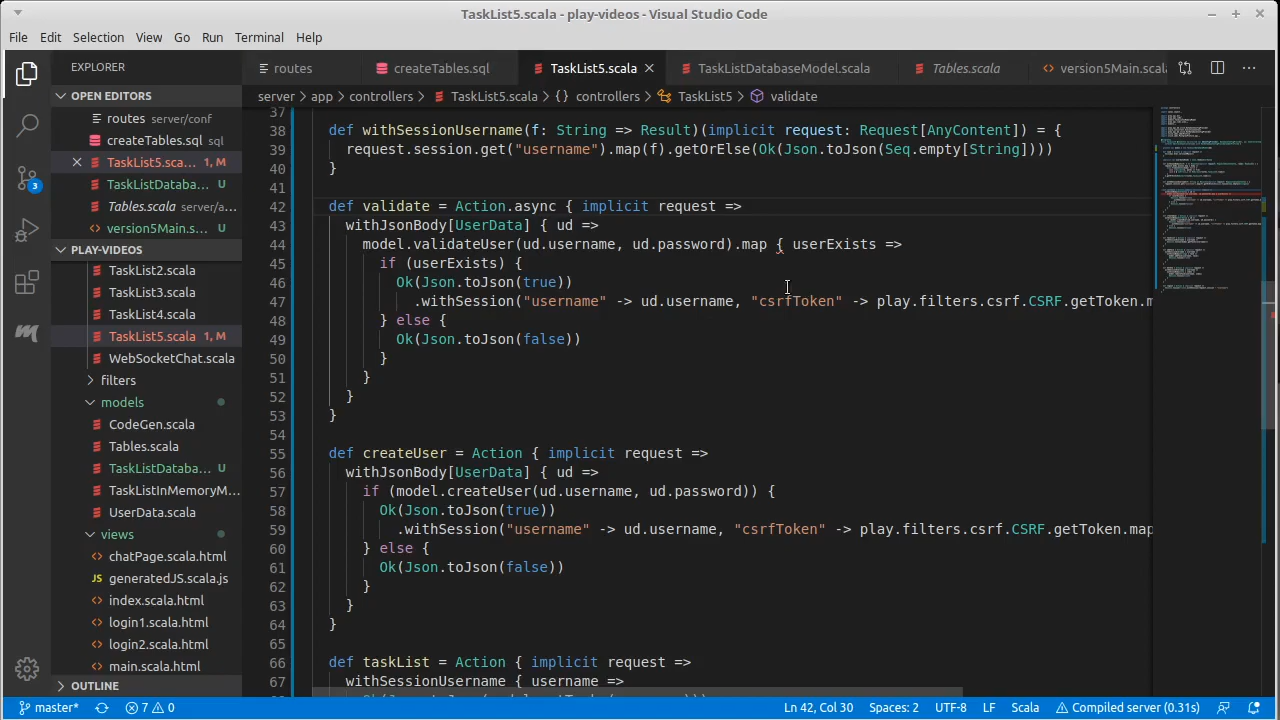 TaskList5.scala - play-videos - Visual Studio Code
File Edit Selection View Go Run Terminal Help
EXPLORER
OPEN EDITORS
routes server/conf
createTables.sql sql
TaskList5.sca... 1, M
TaskListDataba... U
Tables.scala server/a...
version5Main.s... U
PLAY-VIDEOS
TaskList2.scala
TaskList3.scala
TaskList4.scala
TaskList5.scala 1, M
WebSocketChat.scala
filters
models
CodeGen.scala
Tables.scala
TaskListDataba... U
TaskListInMemoryM...
UserData.scala
views
chatPage.scala.html
JS generatedJS.scala.js
index.scala.html
login1.scala.html
login2.scala.html
main.scala.html
OUTLINE
3
routes createTables.sql TaskList5.scala TaskListDatabaseModel.scala Tables.scala version5Main.scala
server > app > controllers > TaskList5.scala > {} controllers > TaskList5 > validate
37
38 def withSessionUsername(f: String => Result)(implicit request: Request[AnyContent]) = {
39 request.session.get("username").map(f).getOrElse(Ok(Json.toJson(Seq.empty[String])))
40 }
41
42 def validate = Action.async { implicit request =>
43 withJsonBody[UserData] { ud =>
44 model.validateUser(ud.username, ud.password).map { userExists =>
45 if (userExists) {
46 Ok(Json.toJson(true))
47 .withSession("username" -> ud.username, "csrfToken" -> play.filters.csrf.CSRF.getToken.m
48 } else {
49 Ok(Json.toJson(false))
50 }
51 }
52 }
53 }
54
55 def createUser = Action { implicit request =>
56 withJsonBody[UserData] { ud =>
57 if (model.createUser(ud.username, ud.password)) {
58 Ok(Json.toJson(true))
59 .withSession("username" -> ud.username, "csrfToken" -> play.filters.csrf.CSRF.getToken.map
60 } else {
61 Ok(Json.toJson(false))
62 }
63 }
64 }
65
66 def taskList = Action { implicit request =>
67 withSessionUsername { username =>
master* 7 0 Ln 42, Col 30 Spaces: 2 UTF-8 LF Scala Compiled server (0.31s)